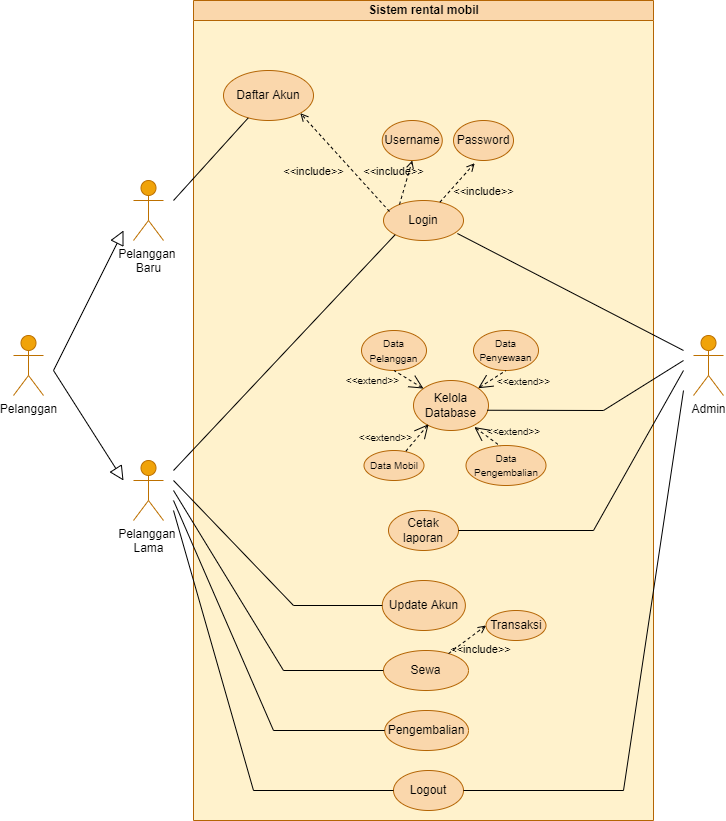 Sistem rental mobil
Daftar Akun
Username
Password
<<include>>
<<include>>
<<include>>
Login
Pelanggan
Baru
Pelanggan
Data
Pelanggan
Data
Penyewaan
<<extend>>
<<extend>>
Kelola
Database
Admin
<<extend>>
<<extend>>
Data Mobil
Data
Pengembalian
Pelanggan
Lama
Cetak
laporan
Update Akun
Transaksi
<<include>>
Sewa
Pengembalian
Logout